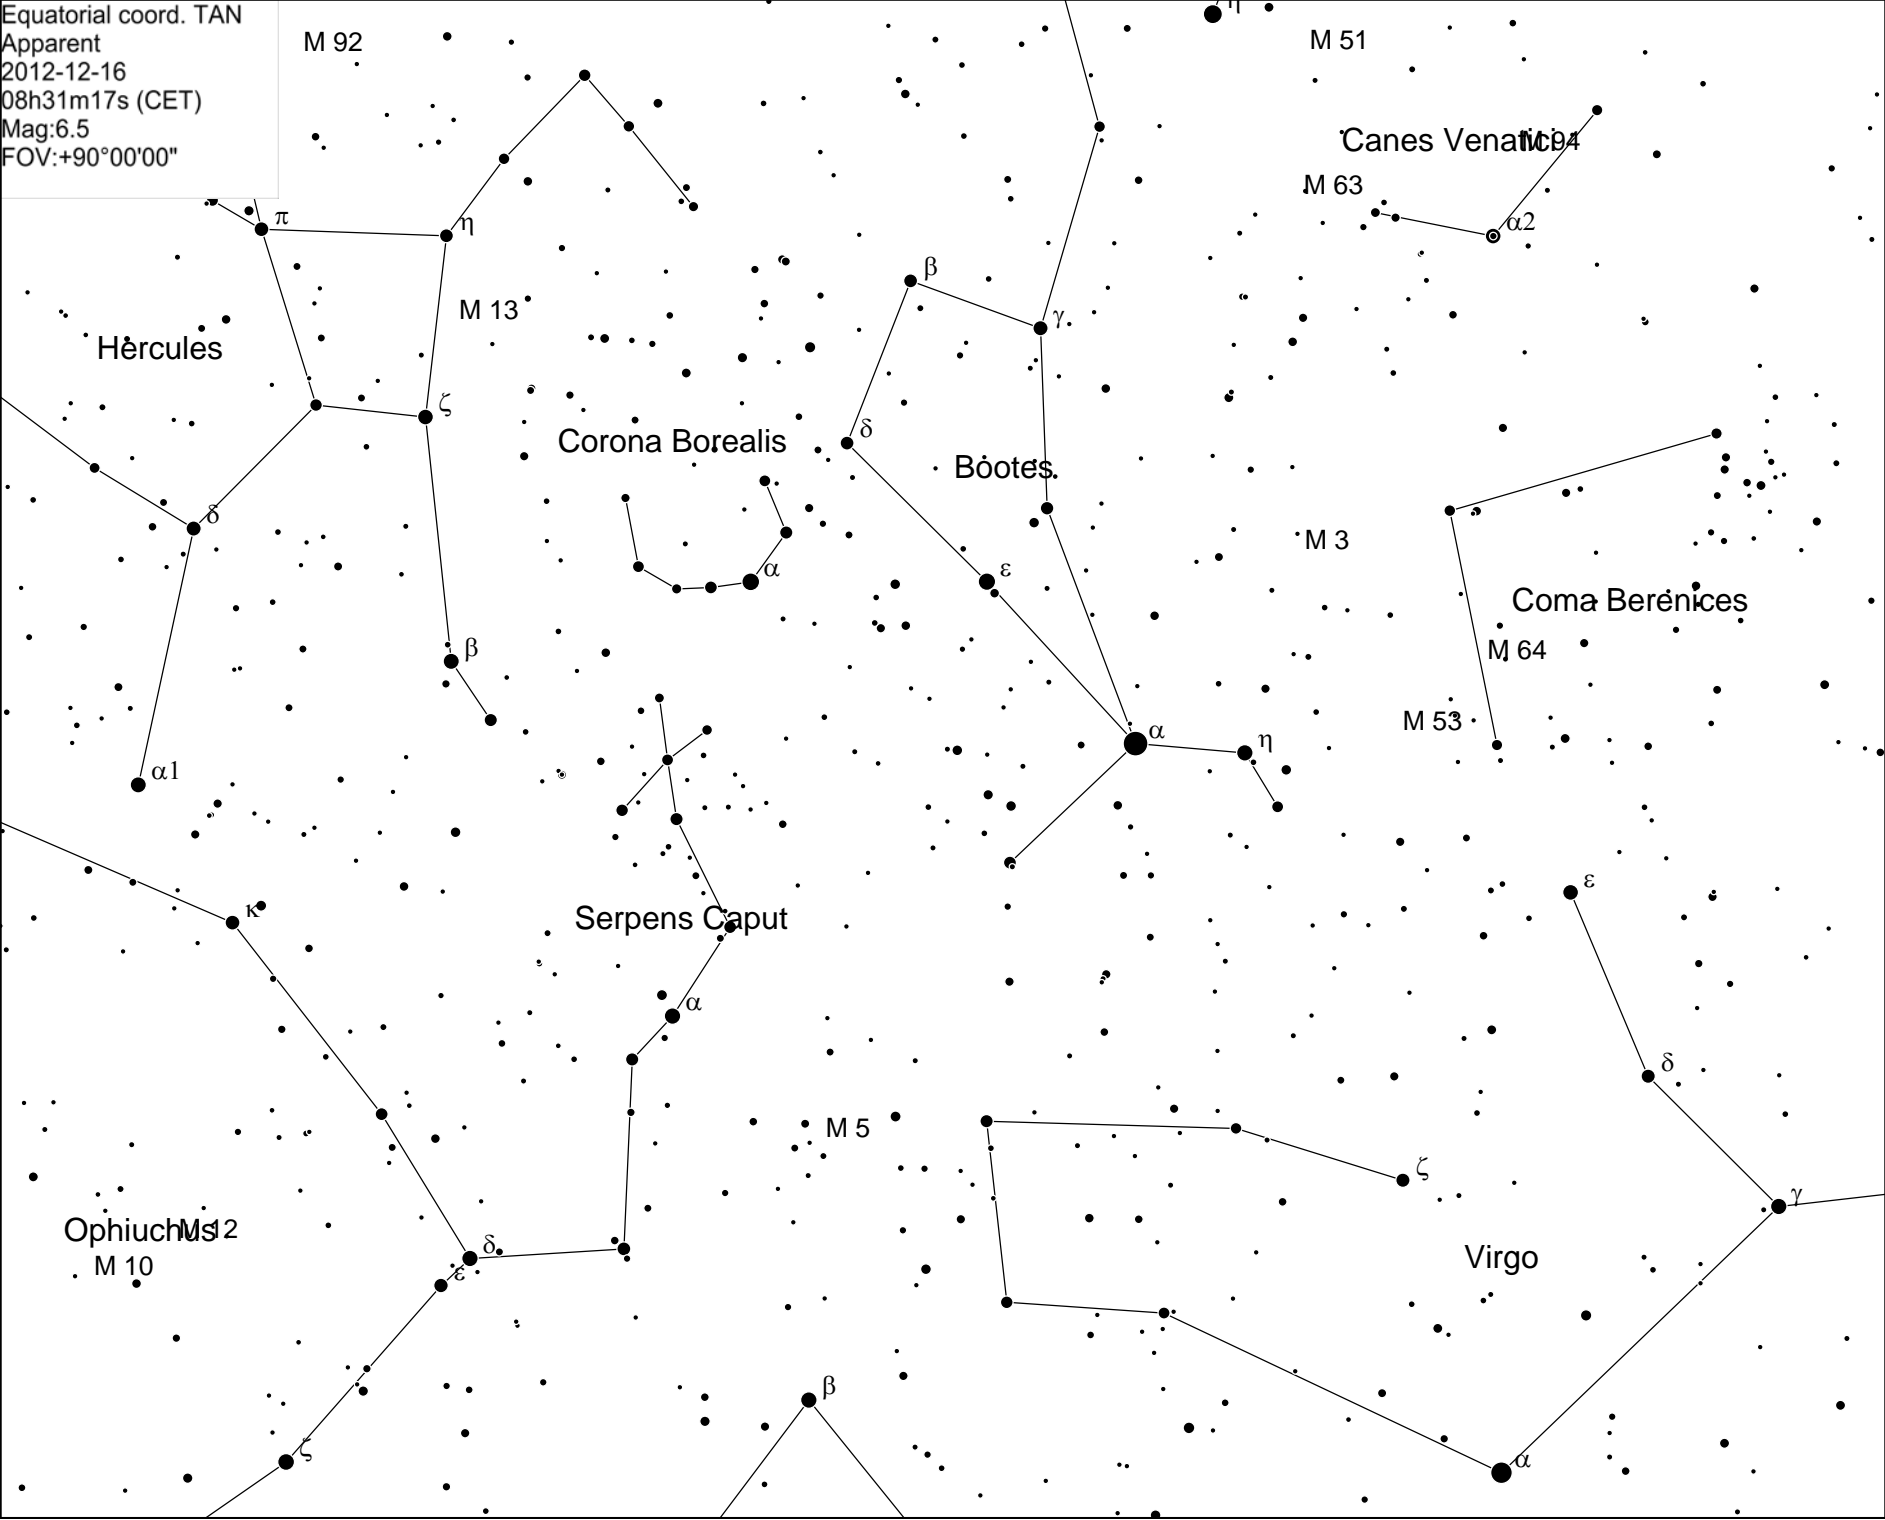 Equatorial coord. TAN
Apparent
2012-12-16
08h31m17s (CET)
Mag:6.5
FOV:+90°00'00"
M 92
η
M 51
Canes Venatici
M 94
M 63
α2
π
η
β
M 13
γ
Hercules
ζ
Corona Borealis
δ
Bootes
δ
M 3
α
ε
Coma Berenices
β
M 64
M 53
α
η
α1
ε
κ
Serpens Caput
α
δ
M 5
ζ
γ
Ophiuchus
M 12
δ
Virgo
M 10
ε
β
ζ
α